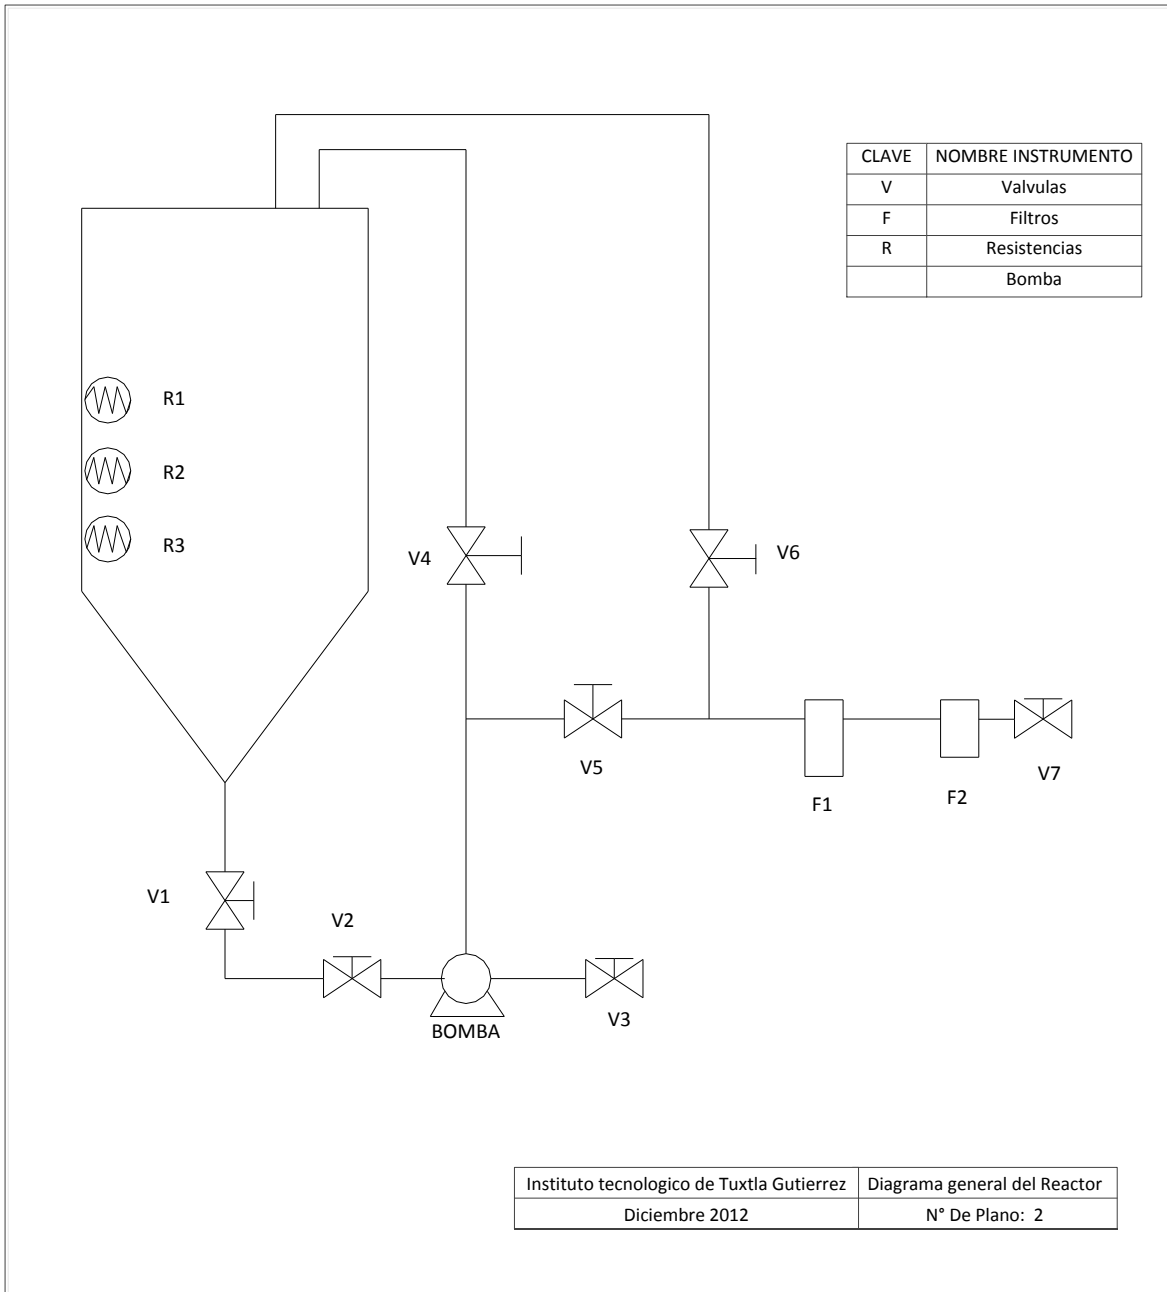 CLAVE NOMBRE INSTRUMENTO
V Valvulas
F Filtros
R Resistencias
Bomba
R1
R2
R3
V4
V6
V5
V7
F1
F2
V1
V2
V3
BOMBA
Instituto tecnologico de Tuxtla Gutierrez Diagrama general del Reactor
Diciembre 2012 N° De Plano: 2